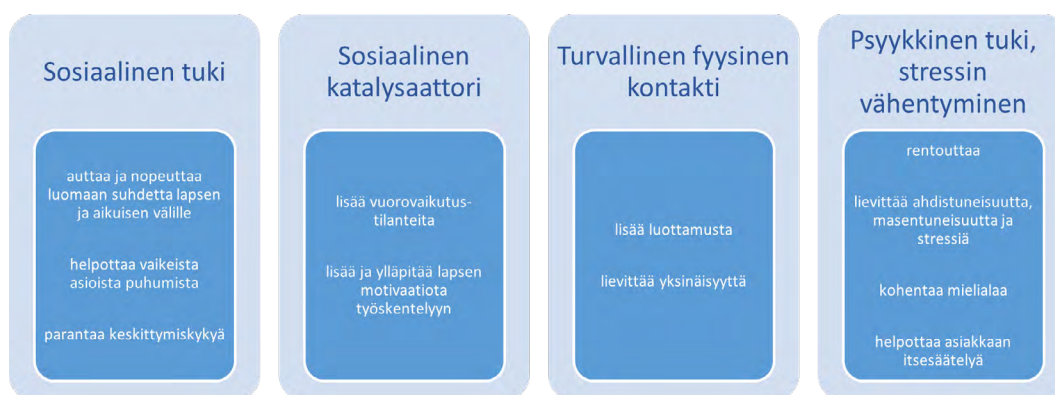 Sosiaalinen tuki
auttaa ja nopeuttaa
luomaan suhdetta lapsen
ja aikuisen välille
helpottaa vaikeista
asioista puhumista
parantaa keskittymiskykyä
Sosiaalinen
katalysaattori
lisää vuorovaikutus-
tilanteita
lisää ja ylläpitää lapsen
motivaatiota
työskentelyyn
Turvallinen fyysinen
kontakti
lisää luottamusta
lievittää yksinäisyyttä
Psyykkinen tuki,
stressin
vähentyminen
rentouttaa
lievittää ahdistuneisuutta,
masentuneisuutta ja
stressiä
kohentaa mielialaa
helpottaa asiakkaan
itsesäätelyä